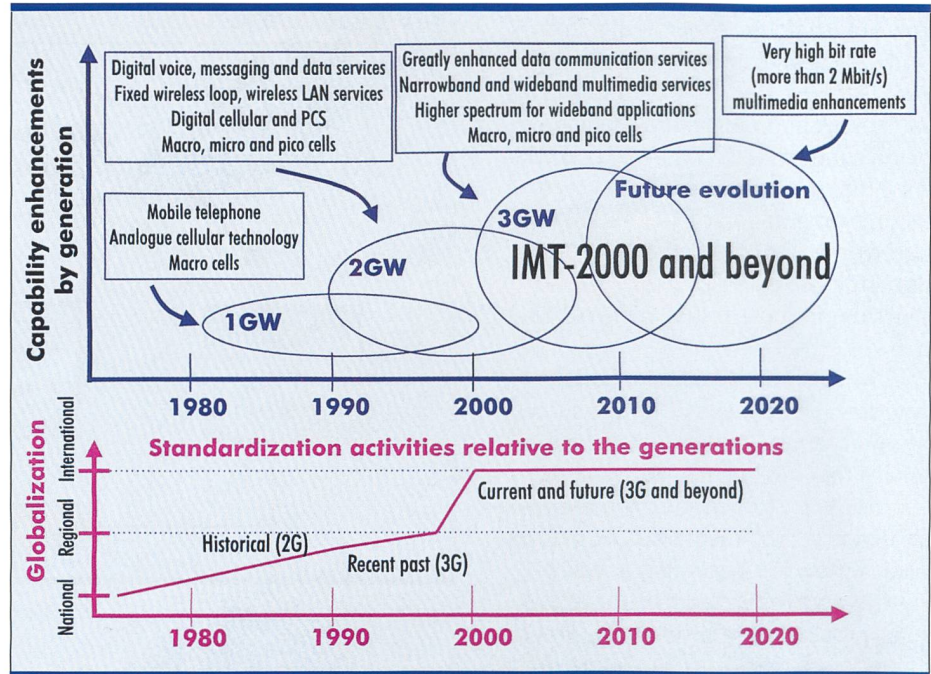 Capability enhancements
by generation
Digital voice, messaging and data services
Fixed wireless loop, wireless LAN services
Digital cellular and PCS
Macro, micro and pico cells
Greatly enhanced data communication services
Narrowband and wideband multimedia services
Higher spectrum for wideband applications
Macro, micro and pico cells
Very high bit rate
(more than 2 Mbit/s)
multimedia enhancements
Mobile telephone
Analogue cellular technology
Macro cells
1GW
2GW
3GW
Future evolution
IMT-2000 and beyond
1980 1990 2000 2010 2020
Globalization
International
Regional
National
Standardization activities relative to the generations
Current and future (3G and beyond)
Historical (2G)
Recent past (3G)
1980 1990 2000 2010 2020